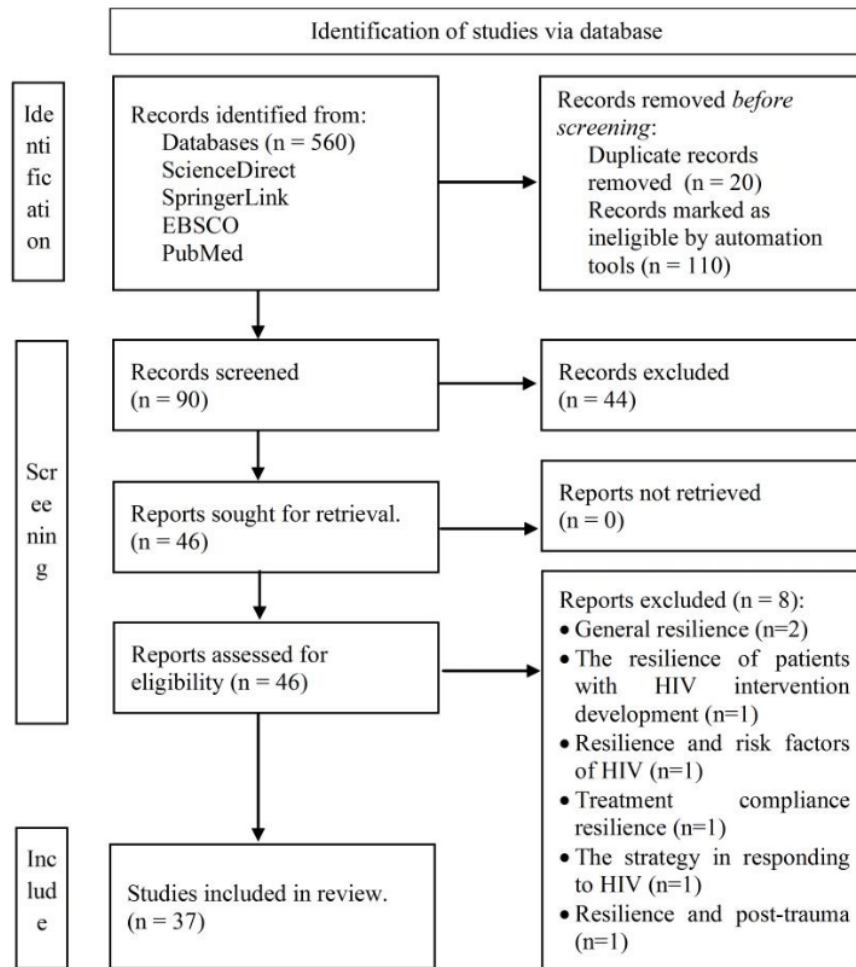 Identification of studies via database
Ide
nti
fic
ati
on
Records identified from:
Databases (n = 560)
ScienceDirect
SpringerLink
EBSCO
PubMed
Records removed before
screening:
Duplicate records
removed (n = 20)
Records marked as
ineligible by automation
tools (n = 110)
Scr
ee
nin
g
Records screened
(n = 90)
Records excluded
(n = 44)
Reports sought for retrieval.
(n = 46)
Reports not retrieved
(n = 0)
Reports assessed for
eligibility (n = 46)
Reports excluded (n = 8):
• General resilience (n=2)
• The resilience of patients
with HIV intervention
development (n=1)
• Resilience and risk factors
of HIV (n=1)
• Treatment compliance
resilience (n=1)
• The strategy in responding
to HIV (n=1)
• Resilience and post-trauma
(n=1)
Inc
lud
e
Studies included in review.
(n = 37)